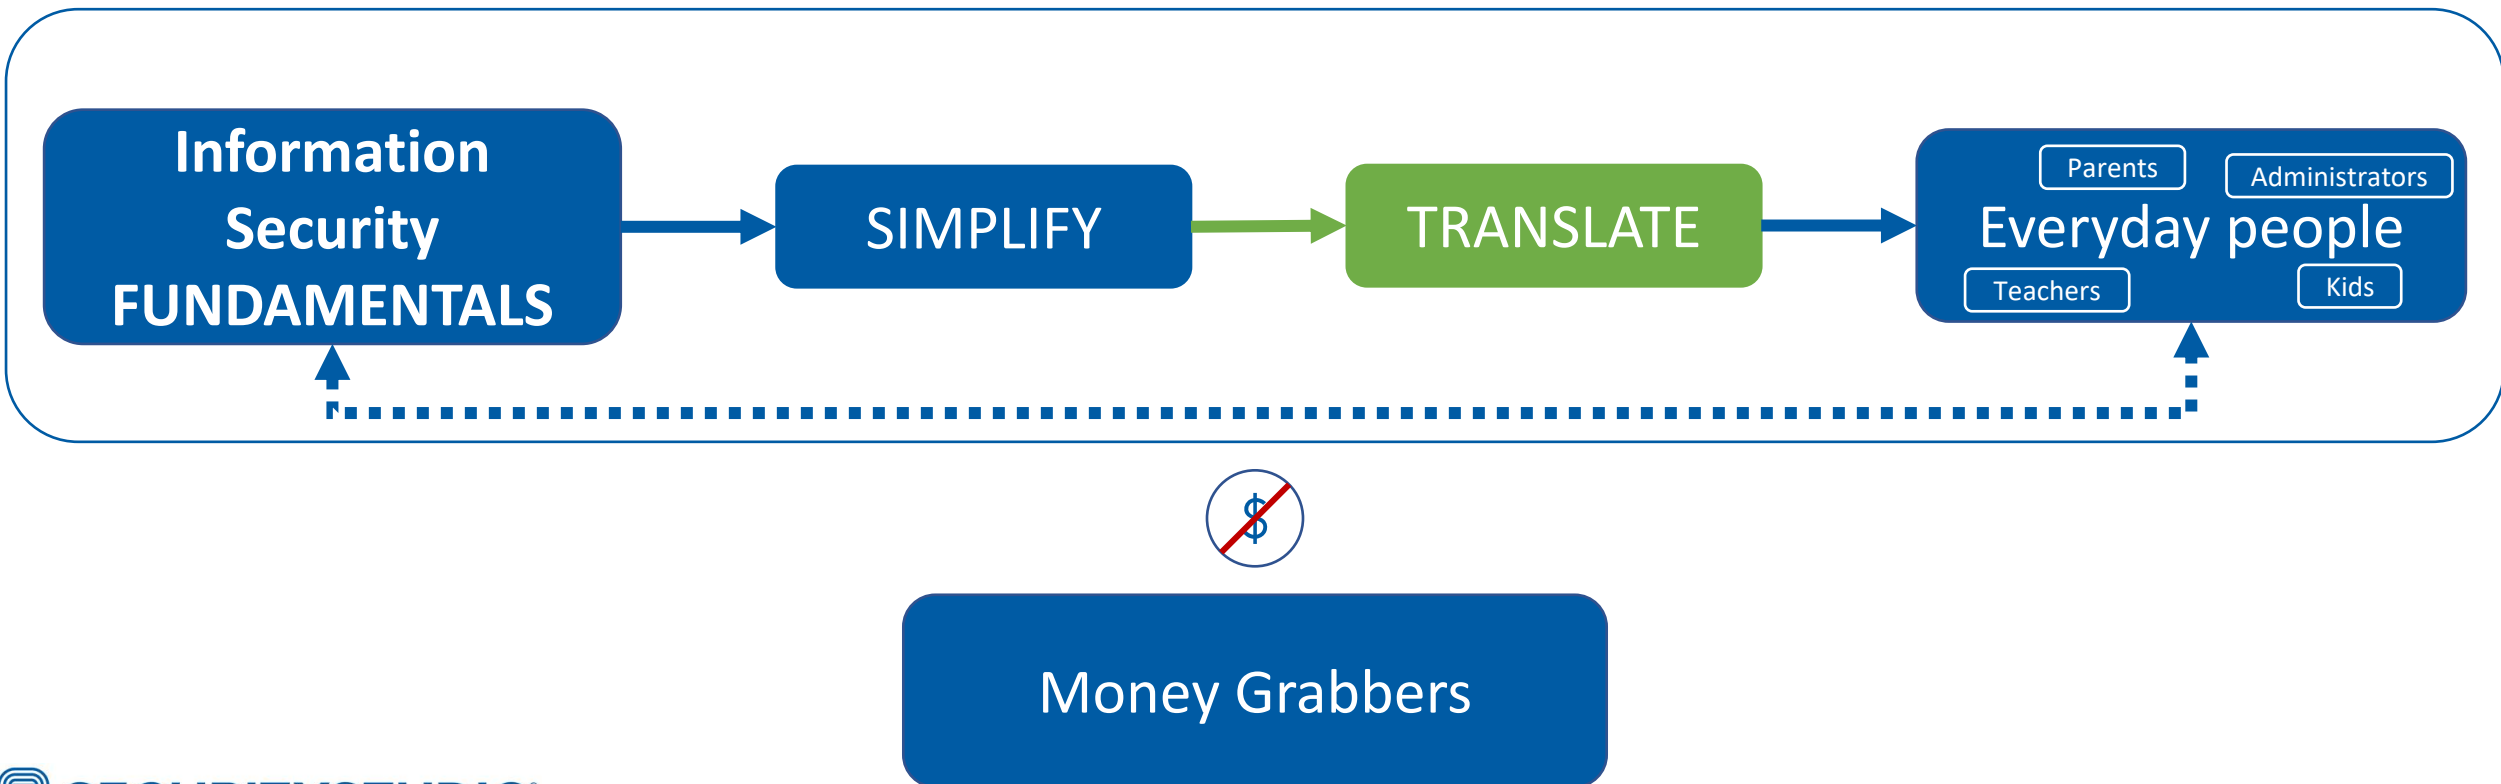 Information
Security
FUNDAMENTALS
SIMPLIFY
TRANSLATE
Parents
Administrators
Everyday people
Teachers
Kids
$
Money Grabbers